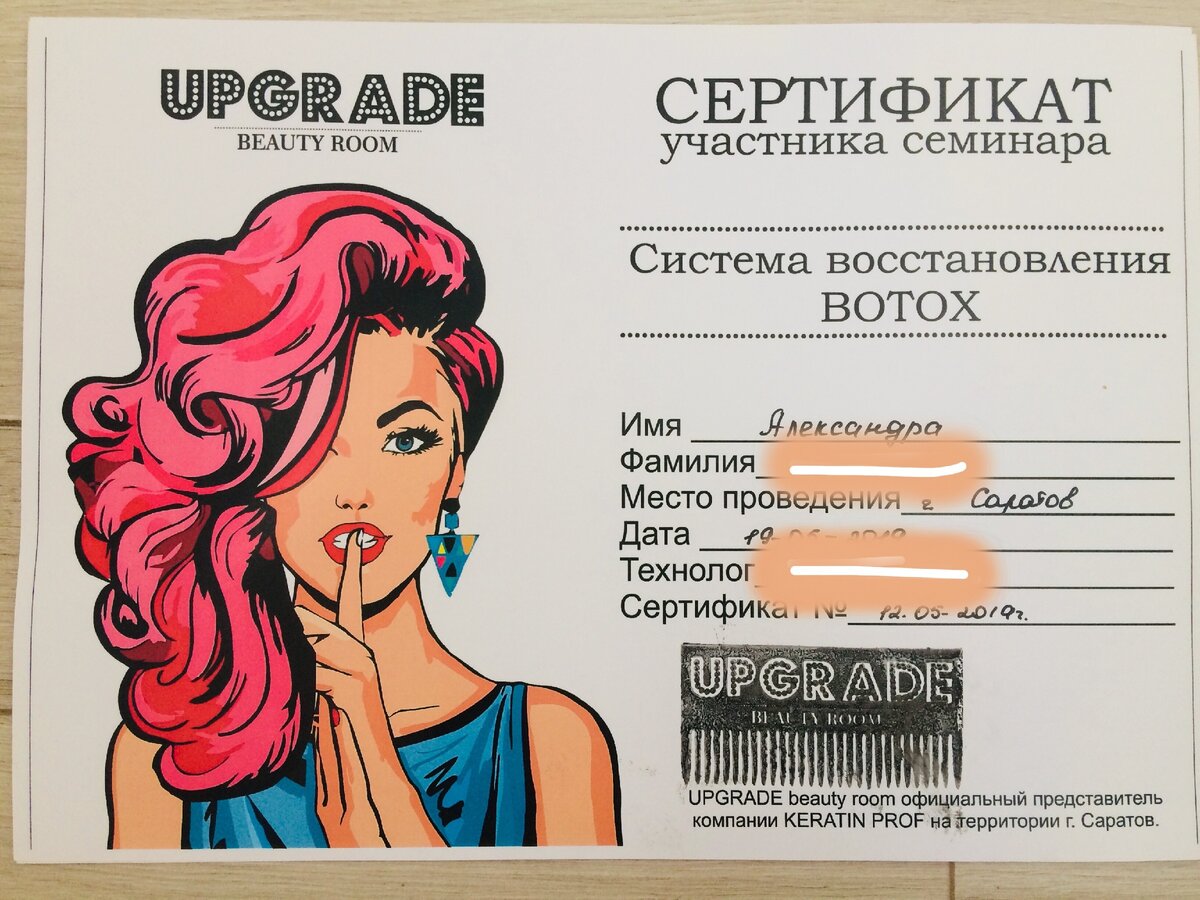 UPGRADE
BEAUTY ROOM
СЕРТИФИКАТ
участника семинара
Система восстановления
BOTOX
Имя Александра
Фамилия
Место проведения г. Саратов
Дата
Технолог
Сертификат № 12.05-2019г.
UPGRADE
BEAUTY ROOM
UPGRADE beauty room официальный представитель
компании KERATIN PROF на территории г. Саратов.